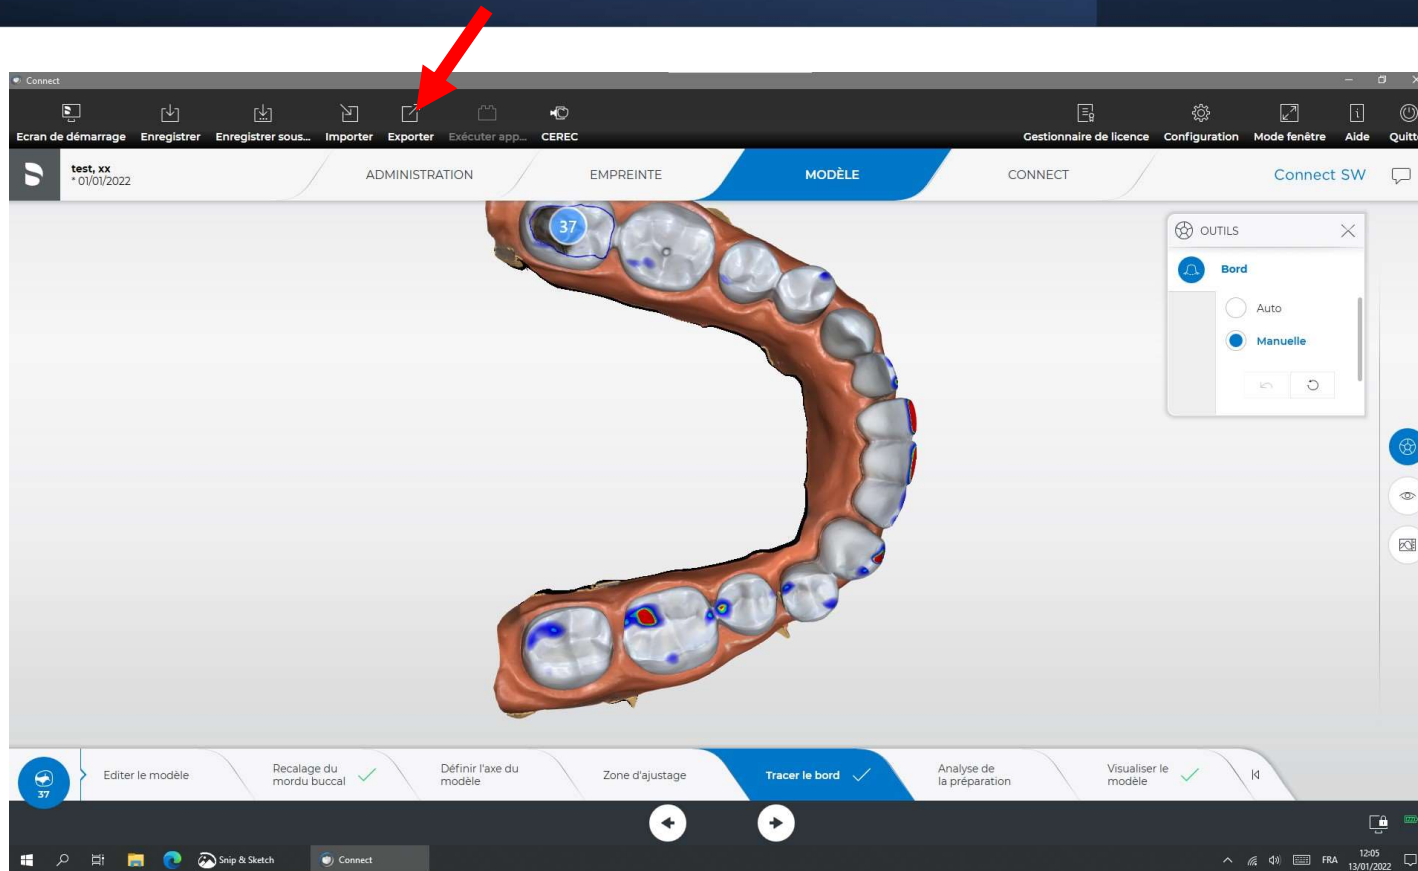 Connect
Ecran de démarrage Enregistrer Enregistrer sous... Importer Exporter Exécuter app... CEREC Gestionnaire de licence Configuration Mode fenêtre Aide Quitt
test, xx
* 01/01/2022
ADMINISTRATION EMPREINTE MODÈLE CONNECT Connect SW
37
OUTILS
Bord
Auto
Manuelle
Editer le modèle
Recalage du
mordu buccal
Définir l'axe du
modèle
Zone d'ajustage
Tracer le bord
Analyse de
la préparation
Visualiser le
modèle
37
Snip & Sketch Connect FRA 12:05
13/01/2022